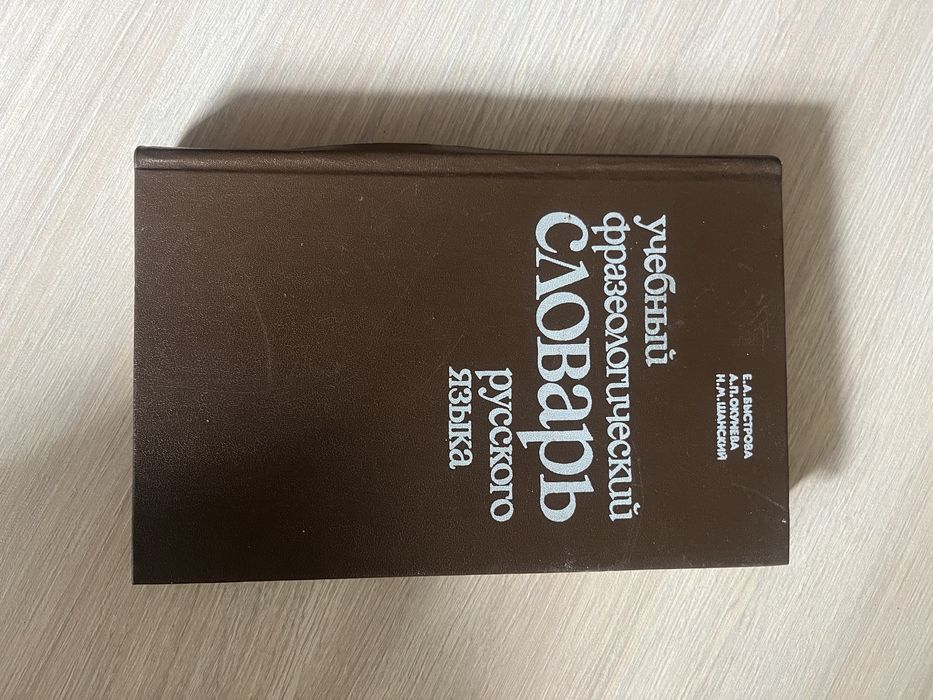 Е.А.БЫСТРОВА
А.П.ОКУНЕВА
Н.М.ШАНСКИЙ
учебный
фразеологический
словарь
русского
языка